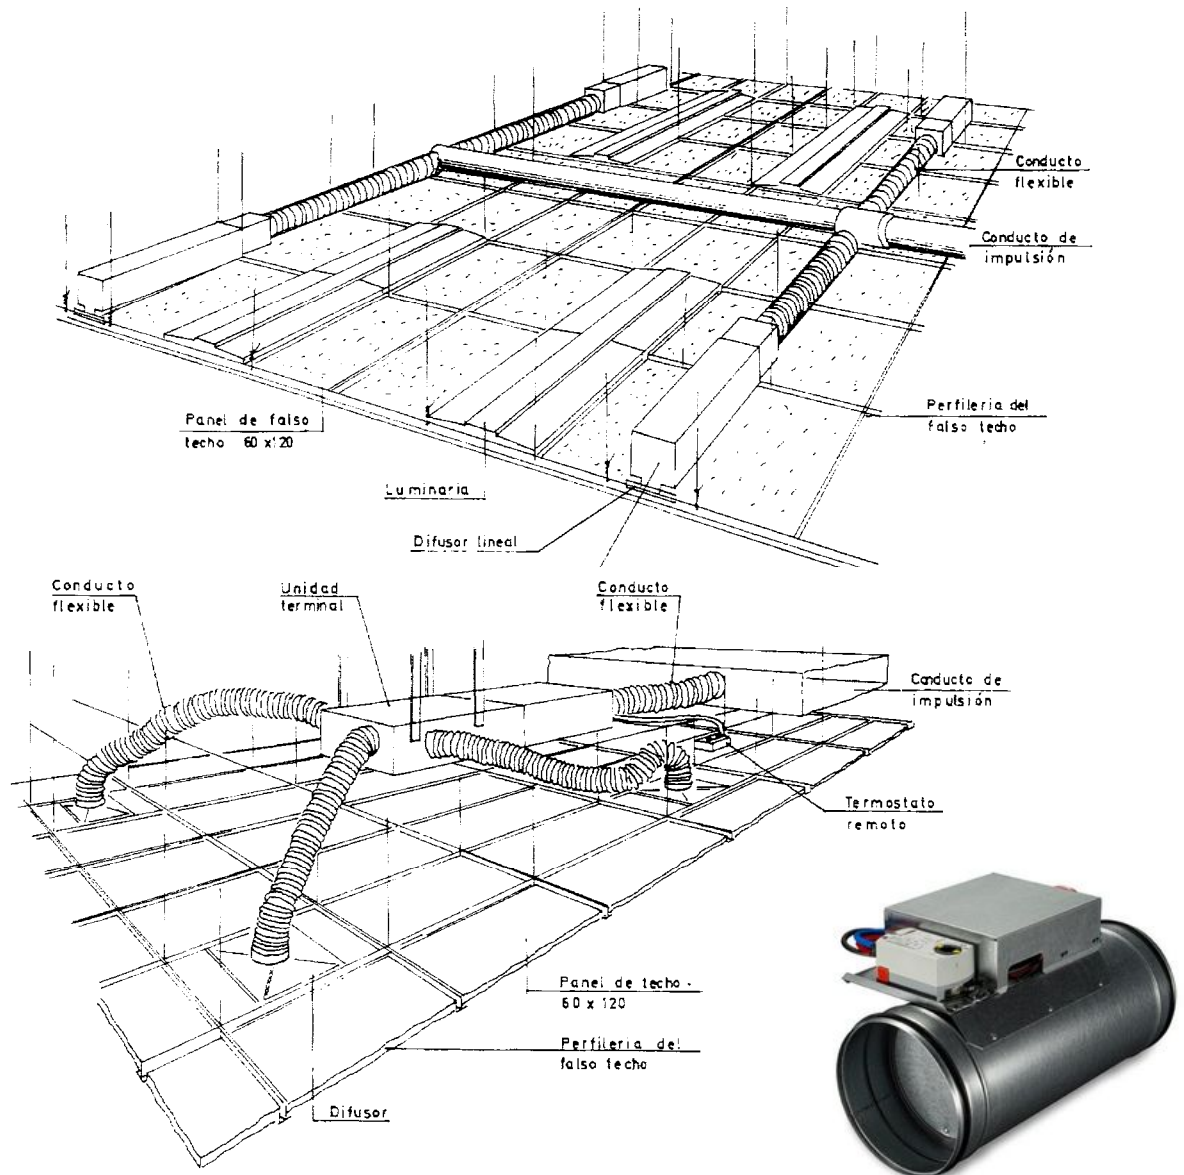 Conducto
flexible
Conducto de
impulsión
Panel de falso
techo 60 x120
Perfileria del
falso techo
Luminaria
Difusor lineal
Conducto
flexible
Unidad
terminal
Conducto
flexible
Conducto de
impulsión
Termostato
remoto
Panel de techo
60 x 120
Perfileria del
falso techo
Difusor